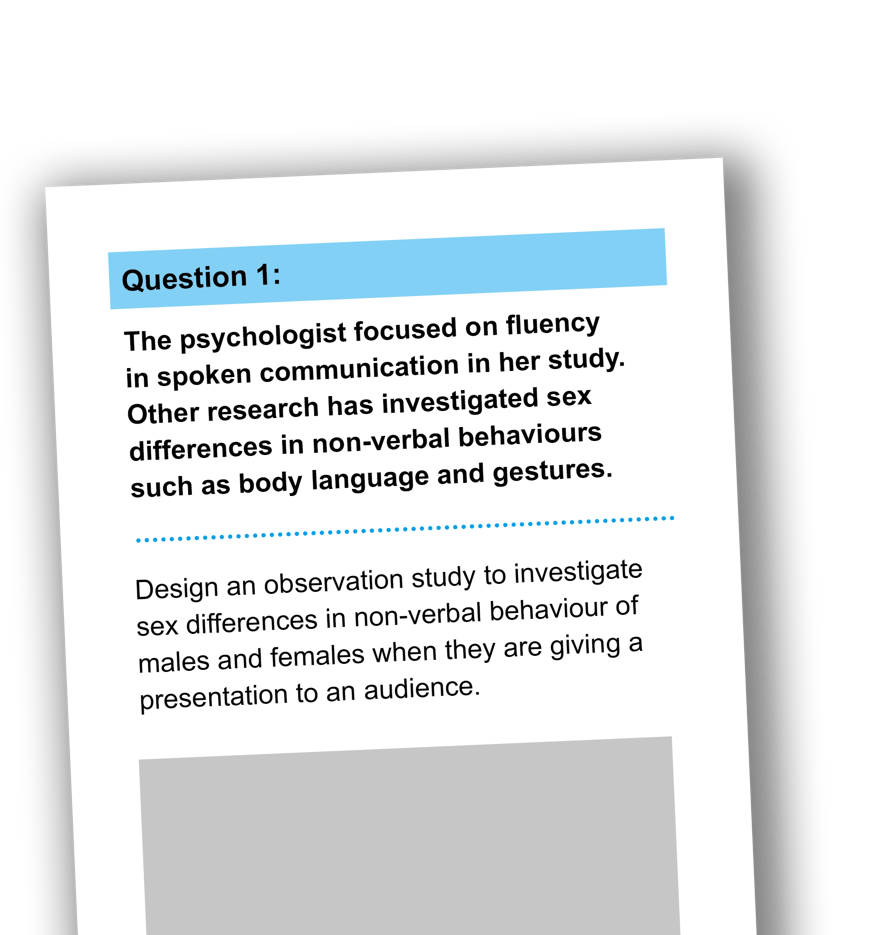 Question 1:
The psychologist focused on fluency
in spoken communication in her study.
Other research has investigated sex
differences in non-verbal behaviours
such as body language and gestures.
Design an observation study to investigate
sex differences in non-verbal behaviour of
males and females when they are giving a
presentation to an audience.